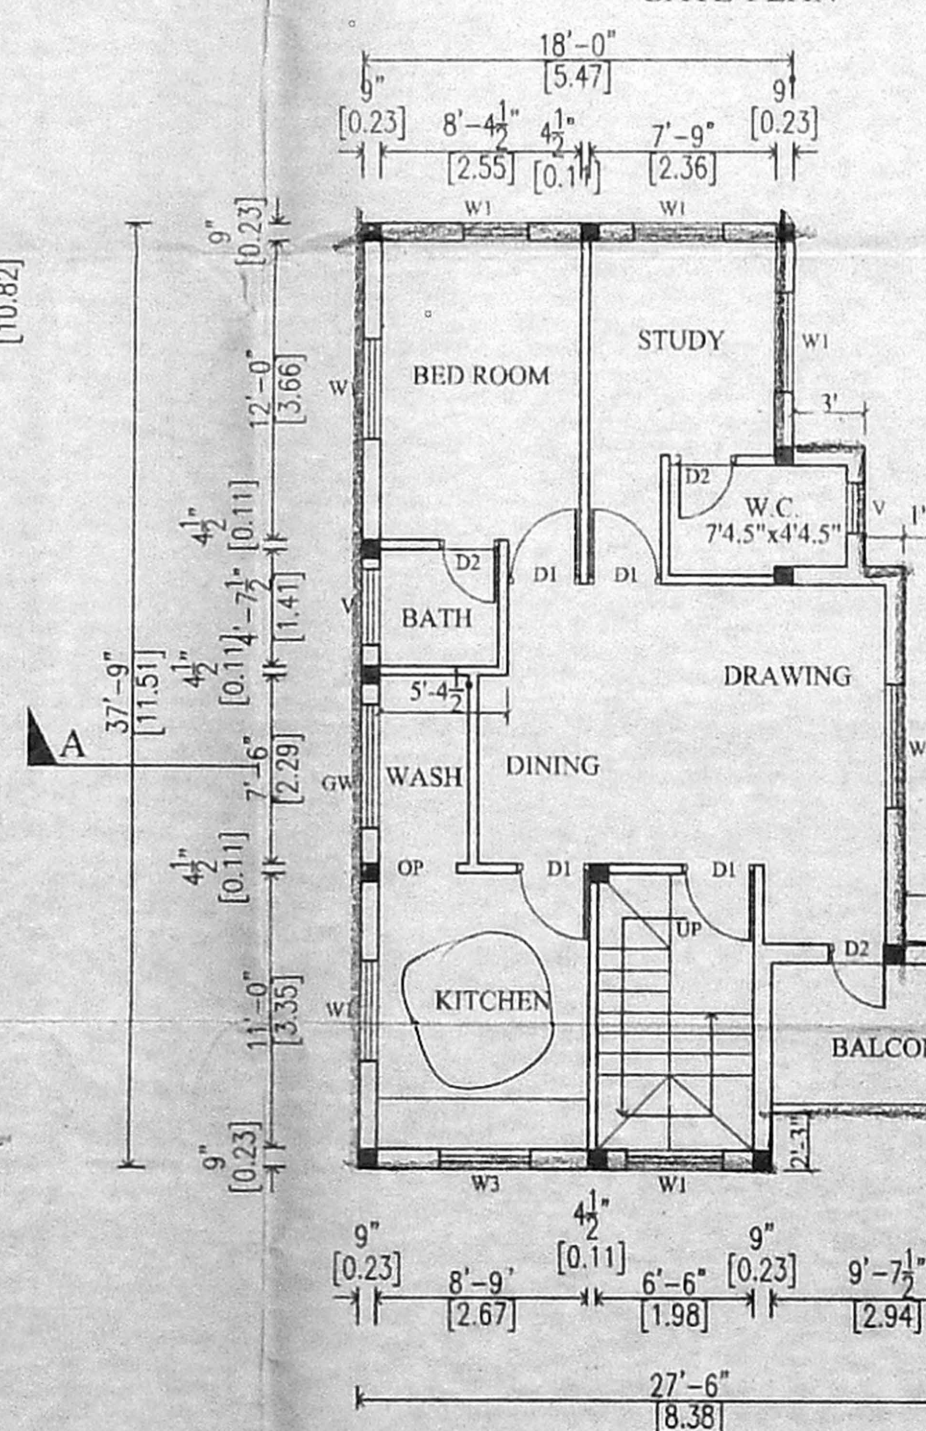 18'-0"
[5.47]
9"
[0.23]
8'-4½"
[2.55]
4½"
[0.11]
7'-9"
[2.36]
9"
[0.23]
W1
W1
9"
[0.23]
[10.82]
STUDY
W1
BED ROOM
W1
12'-0"
[3.66]
3'
D2
W.C.
7'4.5"x4'4.5"
V
1'
4½"
[0.11]
D2
D1
D1
V
4'-7½"
[1.41]
BATH
4½"
[0.11]
37'-9"
[11.51]
5'-4½"
DRAWING
A
7'-6"
[2.29]
GW
WASH
DINING
W
4½"
[0.11]
OP
D1
D1
UP
D2
11'-0"
[3.35]
W1
KITCHEN
BALCO
9"
[0.23]
2'-3"
W3
W1
9"
[0.23]
8'-9'
[2.67]
4½"
[0.11]
6'-6"
[1.98]
9"
[0.23]
9'-7½"
[2.94]
27'-6"
[8.38]